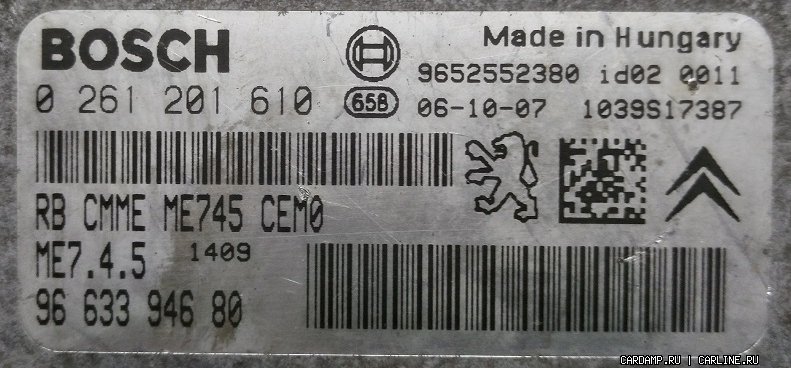 BOSCH
Made in Hungary
9652552380 id02 0011
0 261 201 610
658
06-10-07 1039S17387
RB CMME ME745 CEM0
ME7.4.5 1409
96 633 946 80
CARDAMP.RU | CARLINE.RU